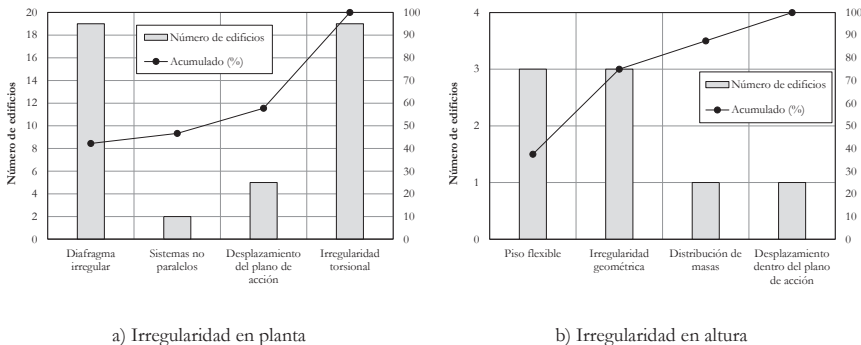 Número de edificios
20
18
16
14
12
10
8
6
4
2
0
100
90
80
70
60
50
40
30
20
10
0
Número de edificios
Acumulado (%)
Diafragma
irregular
Sistemas no
paralelos
Desplazamiento
del plano de
acción
Irregularidad
torsional
a) Irregularidad en planta
Número de edificios
4
3
2
1
0
100
90
80
70
60
50
40
30
20
10
0
Número de edificios
Acumulado (%)
Piso flexible
Irregularidad
geométrica
Distribución de
masas
Desplazamiento
dentro del plano
de acción
b) Irregularidad en altura